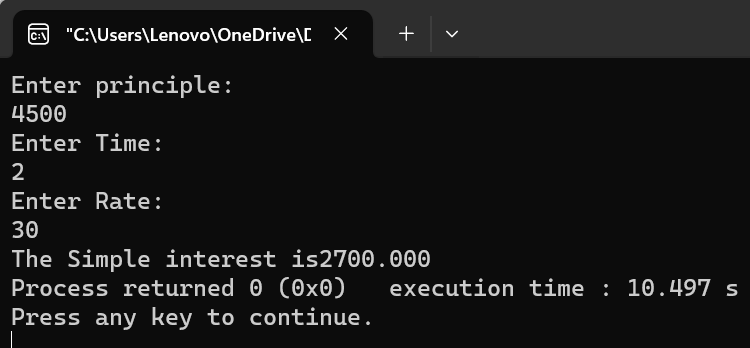 "C:\Users\Lenovo\OneDrive\D
Enter principle:
4500
Enter Time:
2
Enter Rate:
30
The Simple interest is2700.000
Process returned 0 (0x0)   execution time : 10.497 s
Press any key to continue.